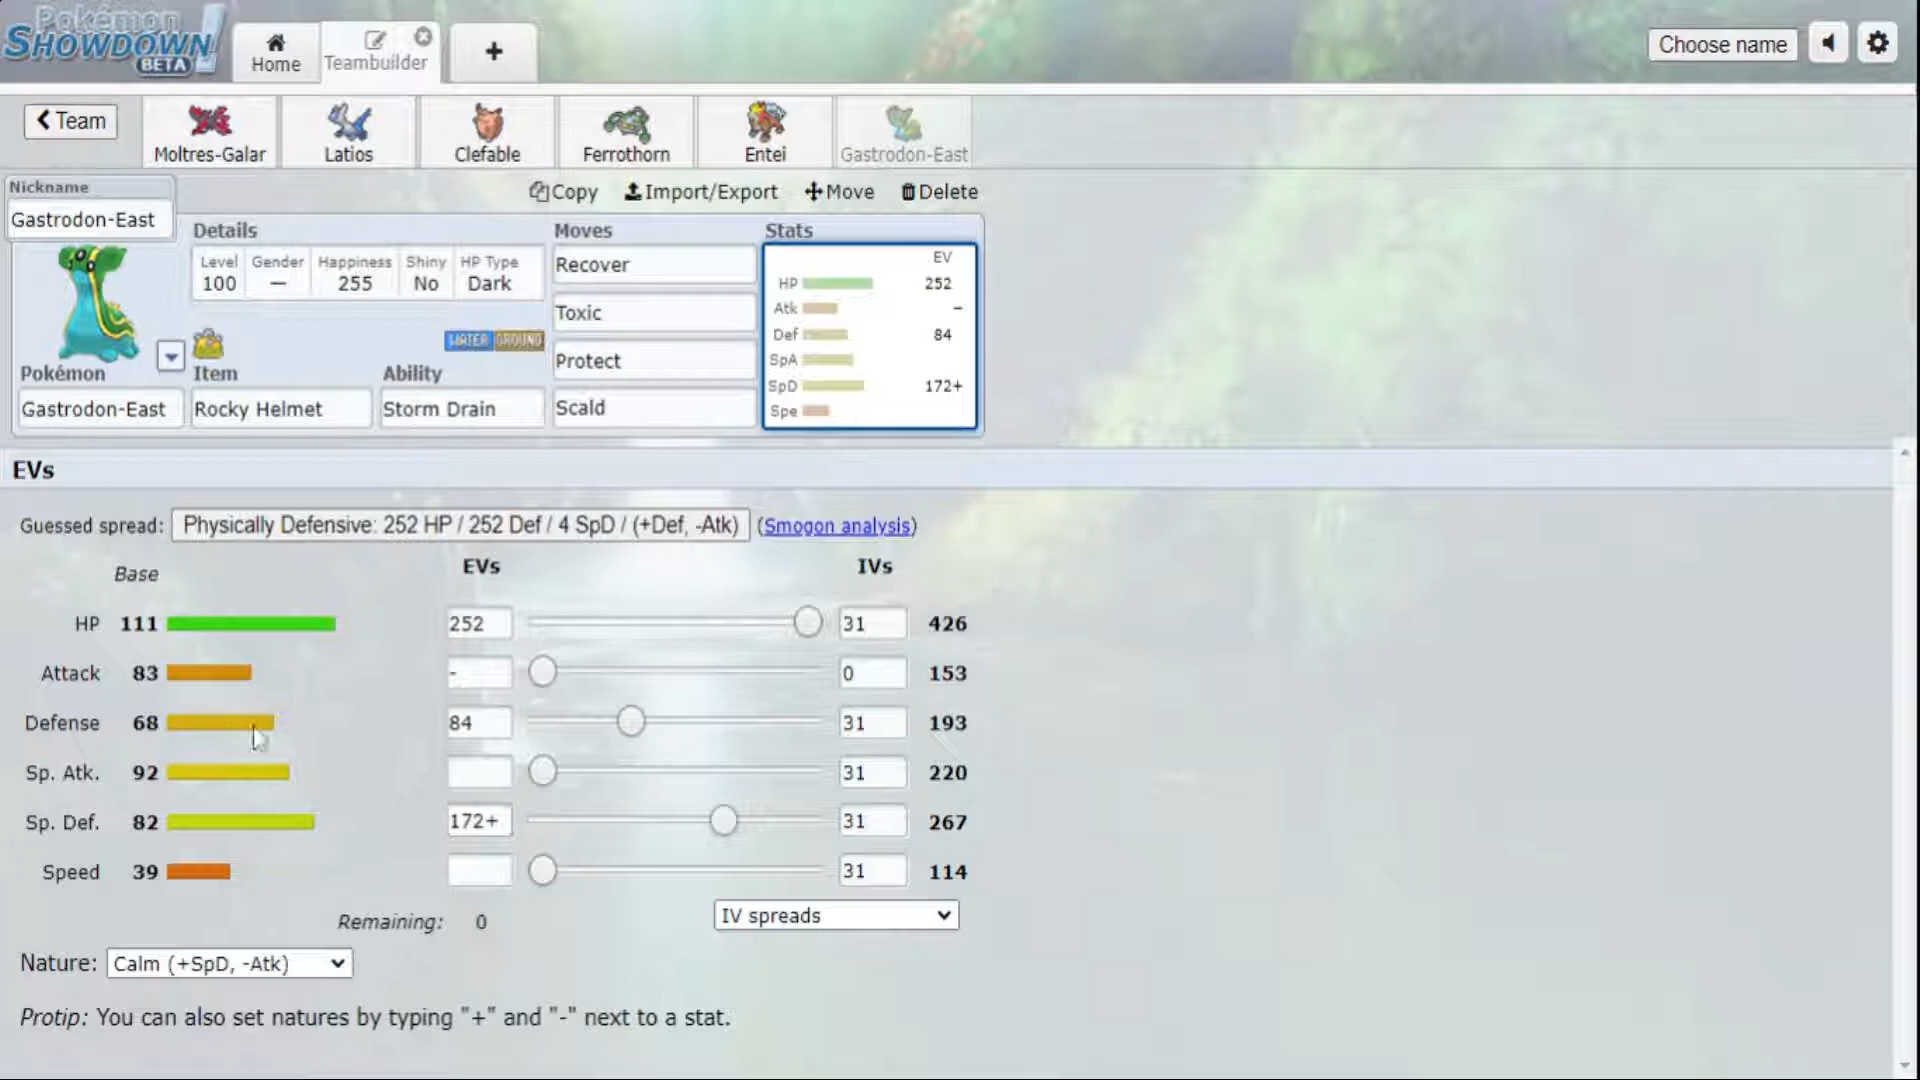 Pokémon
SHOWDOWN!
BETA
Home
Teambuilder
+
Choose name
Team
Moltres-Galar
Latios
Clefable
Ferrothorn
Entei
Gastrodon-East
Nickname
Gastrodon-East
Copy
Import/Export
Move
Delete
Details
Level
100
Gender
—
Happiness
255
Shiny
No
HP Type
Dark
WATER GROUND
Pokémon
Gastrodon-East
Item
Rocky Helmet
Ability
Storm Drain
Moves
Recover
Toxic
Protect
Scald
Stats
EV
HP 252
Atk -
Def 84
SpA
SpD 172+
Spe
EVs
Guessed spread: Physically Defensive: 252 HP / 252 Def / 4 SpD / (+Def, -Atk) (Smogon analysis)
Base EVs IVs
HP 111 252 31 426
Attack 83 - 0 153
Defense 68 84 31 193
Sp. Atk. 92 31 220
Sp. Def. 82 172+ 31 267
Speed 39 31 114
Remaining: 0
IV spreads
Nature: Calm (+SpD, -Atk)
Protip: You can also set natures by typing "+" and "-" next to a stat.